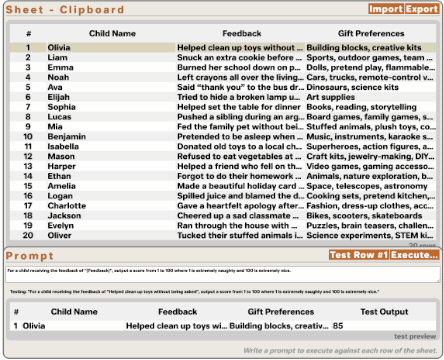 Sheet - Clipboard Import Export
# Child Name Feedback Gift Preferences
1 Olivia Helped clean up toys without ... Building blocks, creative kits
2 Liam Snuck an extra cookie before ... Sports, outdoor games, team ...
3 Emma Burned her school down on p... Dolls, pretend play, flammable...
4 Noah Left crayons all over the living... Cars, trucks, remote-control v...
5 Ava Said "thank you" to the bus dr... Dinosaurs, science kits
6 Elijah Tried to hide a broken lamp u... Art supplies
7 Sophia Helped set the table for dinner Books, reading, storytelling
8 Lucas Pushed a sibling during an arg... Board games, family games, s...
9 Mia Fed the family pet without bei... Stuffed animals, plush toys, co...
10 Benjamin Pretended to be asleep when ... Music, instruments, karaoke s...
11 Isabella Donated old toys to a local ch... Superheroes, action figures, a...
12 Mason Refused to eat vegetables at ... Craft kits, jewelry-making, DIY...
13 Harper Helped a friend who fell on th... Video games, gaming accesso...
14 Ethan Forgot to do their homework ... Animals, nature exploration, b...
15 Amelia Made a beautiful holiday card ... Space, telescopes, astronomy
16 Logan Spilled juice and blamed the d... Cooking sets, pretend kitchen,...
17 Charlotte Gave a heartfelt apology after... Fashion, dress-up clothes, acc...
18 Jackson Cheered up a sad classmate ... Bikes, scooters, skateboards
19 Evelyn Ran through the house with ... Puzzles, brain teasers, logic g...
20 Oliver Tucked their stuffed animals i... Science experiments, STEM ki...
20 rows
Prompt Test Row #1 Execute...
For a child receiving the feedback of "{Feedback}", output a score from 1 to 100 where 1 is extremely naughty and 100 is extremely nice.
Testing: "For a child receiving the feedback of "Helped clean up toys without being asked", output a score from 1 to 100 where 1 is extremely naughty and 100 is extremely nice."
# Child Name Feedback Gift Preferences Test Output
1 Olivia Helped clean up toys wi... Building blocks, creativ... 85
test preview
Write a prompt to execute against each row of the sheet.